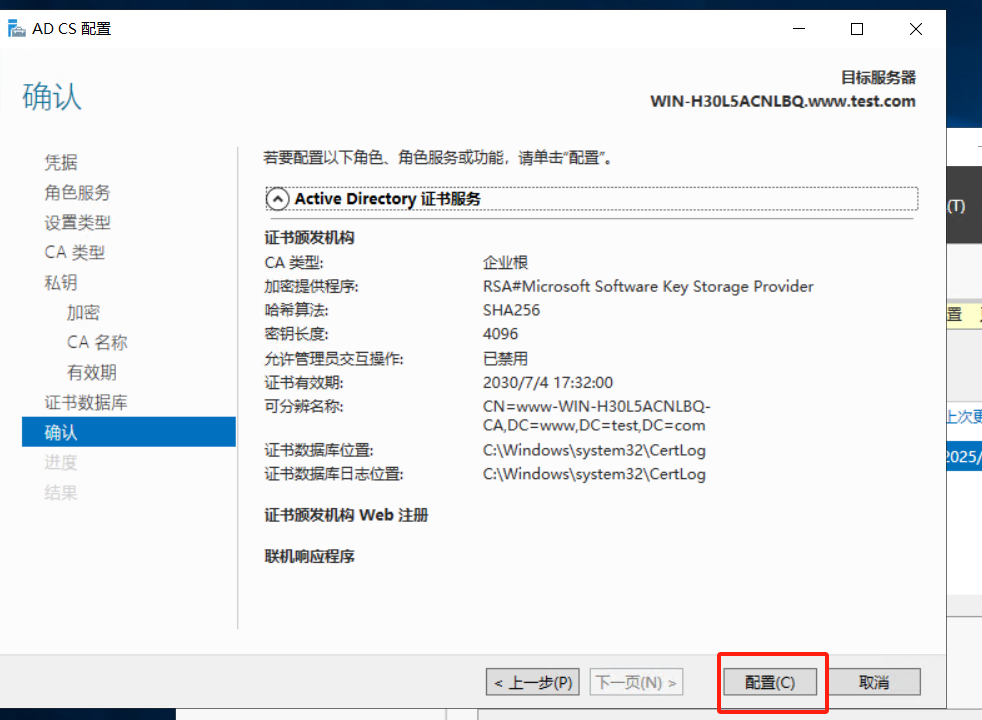 AD CS 配置
确认
目标服务器
WIN-H30L5ACNLBQ.www.test.com
凭据
角色服务
设置类型
CA 类型
私钥
加密
CA 名称
有效期
证书数据库
确认
进度
结果
若要配置以下角色、角色服务或功能，请单击“配置”。
Active Directory 证书服务
证书颁发机构
CA 类型: 企业根
加密提供程序: RSA#Microsoft Software Key Storage Provider
哈希算法: SHA256
密钥长度: 4096
允许管理员交互操作: 已禁用
证书有效期: 2030/7/4 17:32:00
可分辨名称: CN=www-WIN-H30L5ACNLBQ-
CA,DC=www,DC=test,DC=com
证书数据库位置: C:\Windows\system32\CertLog
证书数据库日志位置: C:\Windows\system32\CertLog
证书颁发机构 Web 注册
联机响应程序
< 上一步(P) 下一页(N) > 配置(C) 取消
(T)
置
上次更
2025/